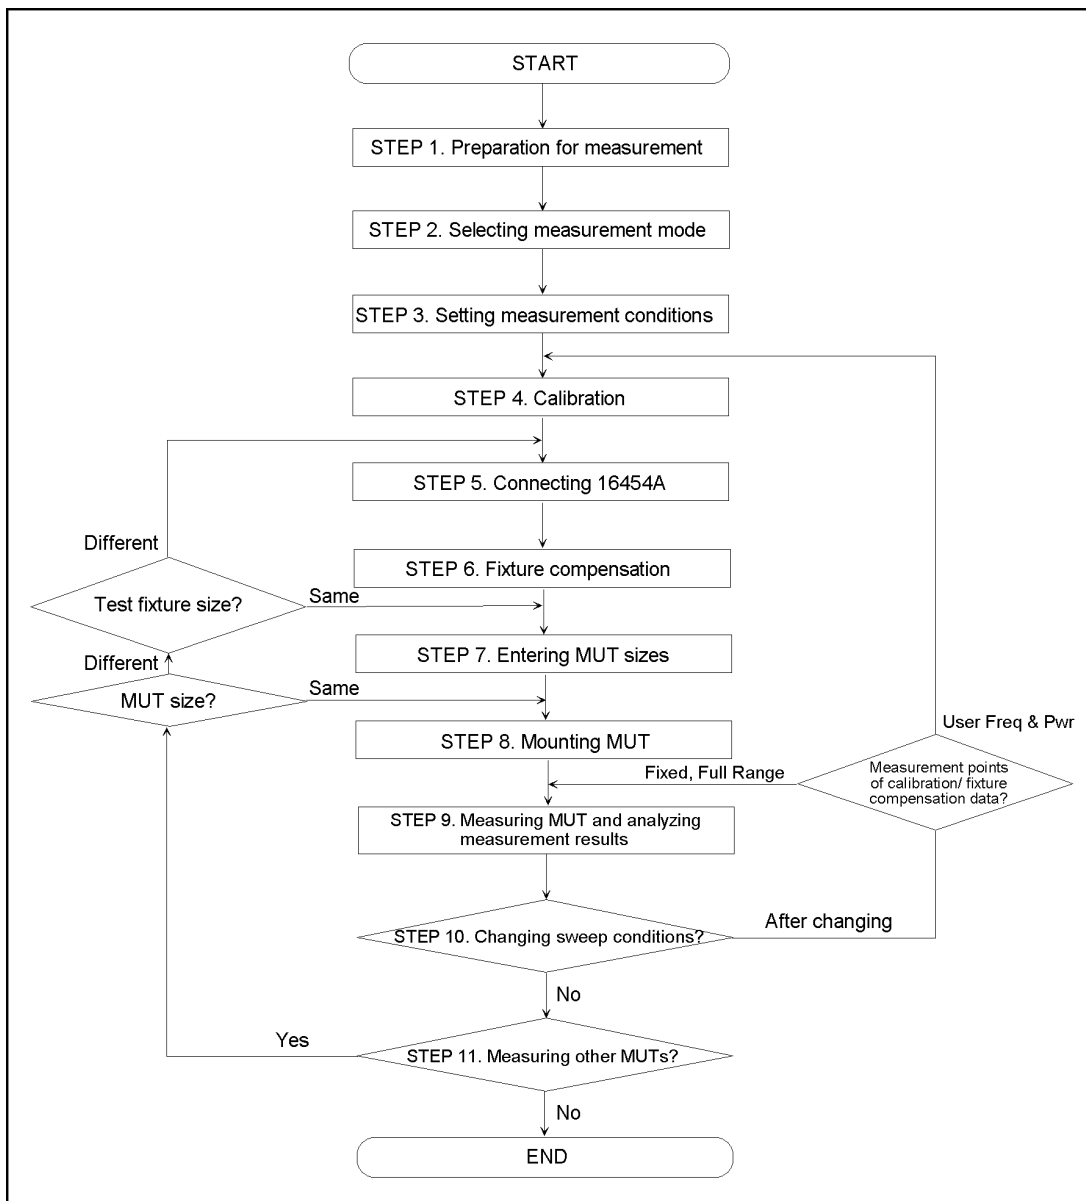 START
STEP 1. Preparation for measurement
STEP 2. Selecting measurement mode
STEP 3. Setting measurement conditions
STEP 4. Calibration
STEP 5. Connecting 16454A
Different
STEP 6. Fixture compensation
Test fixture size?
Same
STEP 7. Entering MUT sizes
Different
MUT size?
Same
User Freq & Pwr
STEP 8. Mounting MUT
Fixed, Full Range
Measurement points
of calibration/ fixture
compensation data?
STEP 9. Measuring MUT and analyzing
measurement results
After changing
STEP 10. Changing sweep conditions?
No
Yes
STEP 11. Measuring other MUTs?
No
END